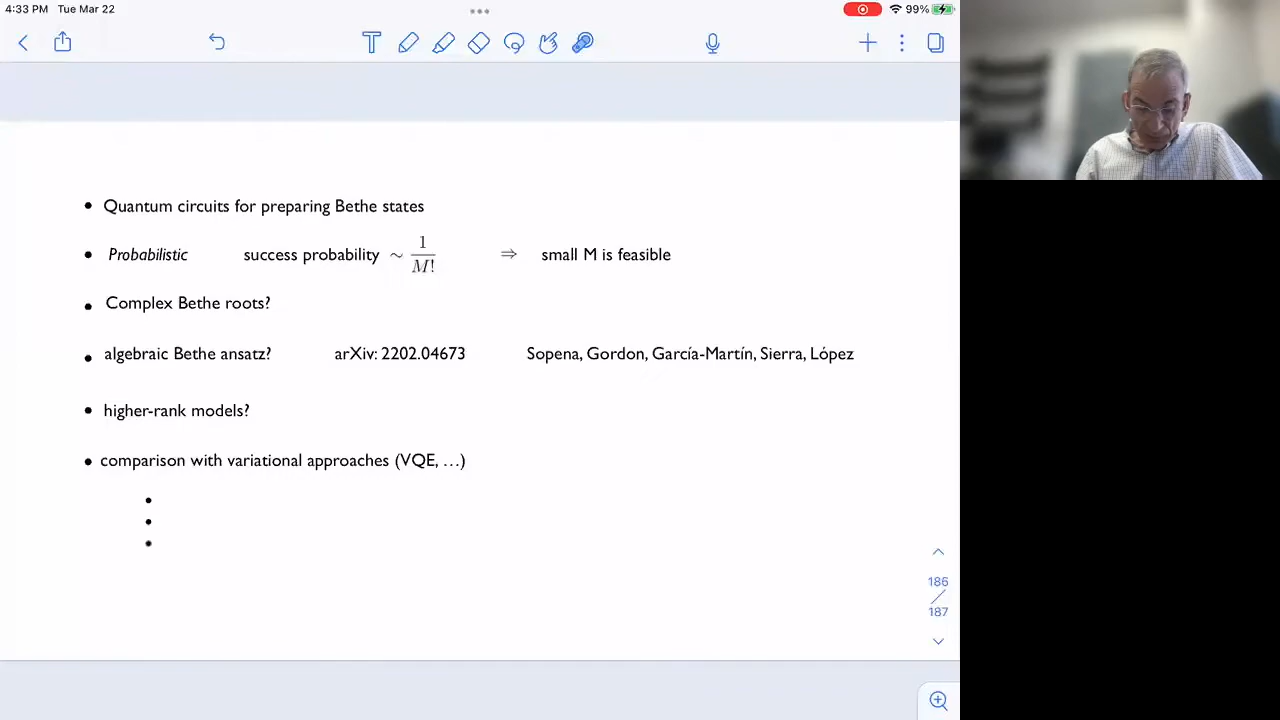 4:33 PM Tue Mar 22 99%
• Quantum circuits for preparing Bethe states
• Probabilistic success probability ~ 1/M! ⇒ small M is feasible
• Complex Bethe roots?
• algebraic Bethe ansatz? arXiv: 2202.04673 Sopena, Gordon, García-Martín, Sierra, López
• higher-rank models?
• comparison with variational approaches (VQE, …)
•
•
•
186
/
187